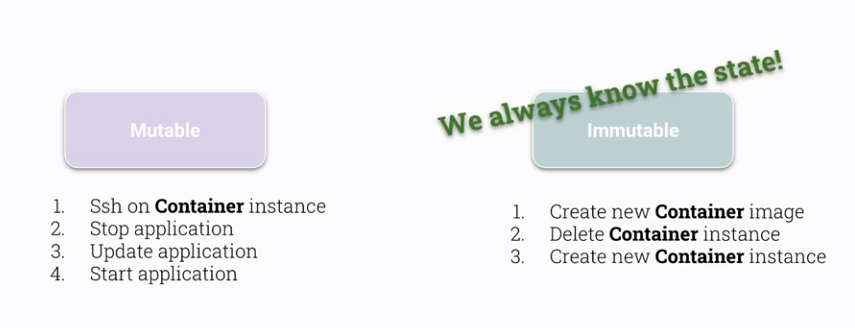 We always know the state!
Mutable
Immutable
1. Ssh on Container instance
2. Stop application
3. Update application
4. Start application
1. Create new Container image
2. Delete Container instance
3. Create new Container instance